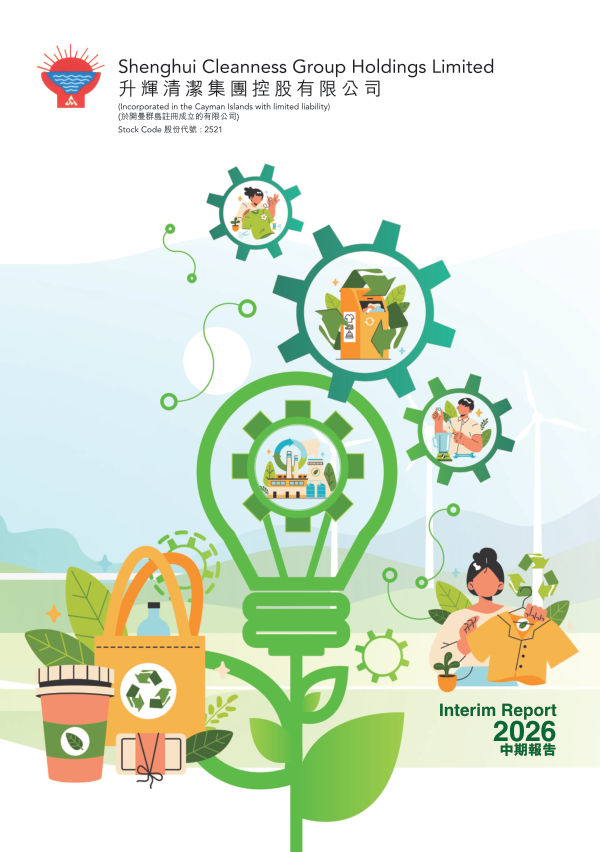 Shenghui Cleanness Group Holdings Limited
升輝清潔集團控股有限公司
(Incorporated in the Cayman Islands with limited liability)
(於開曼群島註冊成立的有限公司)
Stock Code 股份代號 : 2521
Interim Report
2026
中期報告